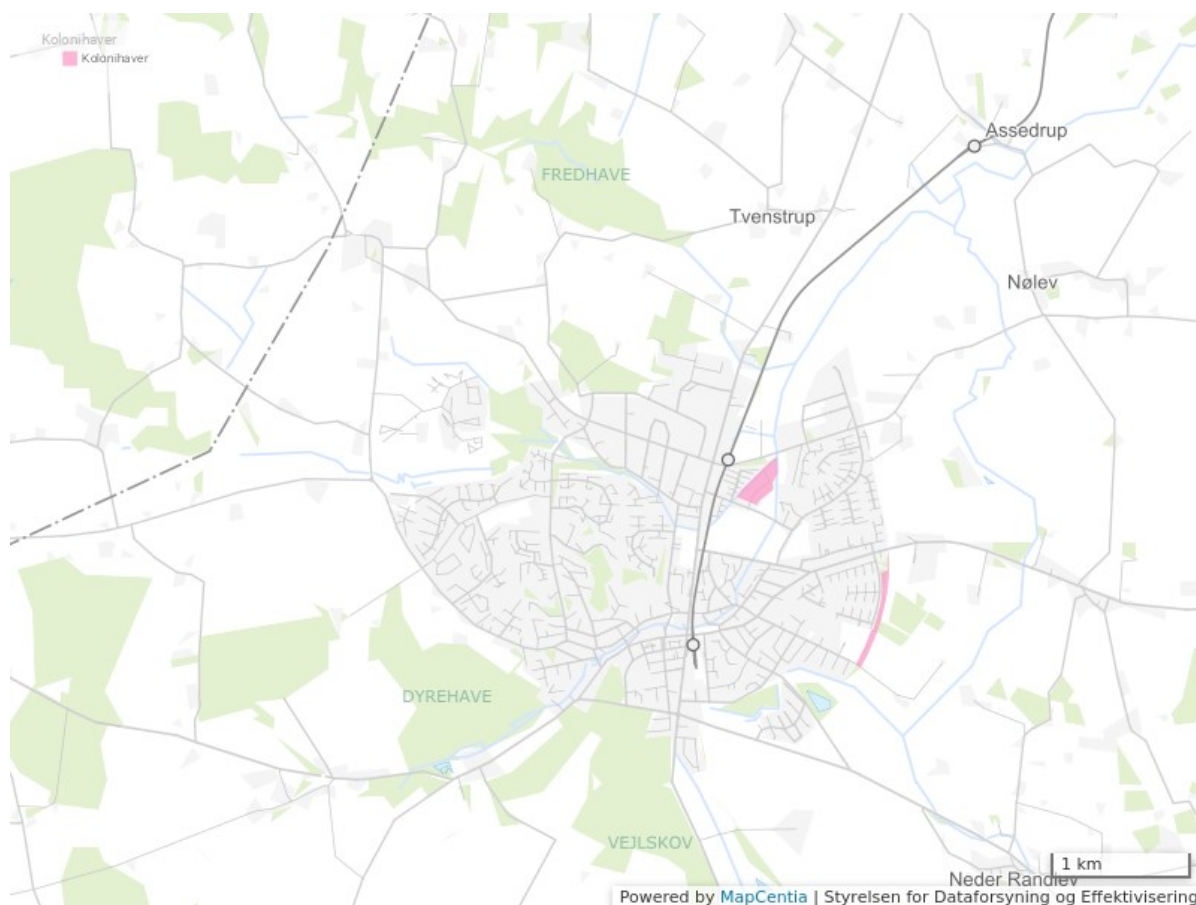 Kolonihaver
Kolonihaver
Assedrup
FREDHAVE
Tvenstrup
Nølev
DYREHAVE
VEJLSKOV
1 km
Neder Randlev
Powered by MapCentia | Styrelsen for Dataforsyning og Effektivisering